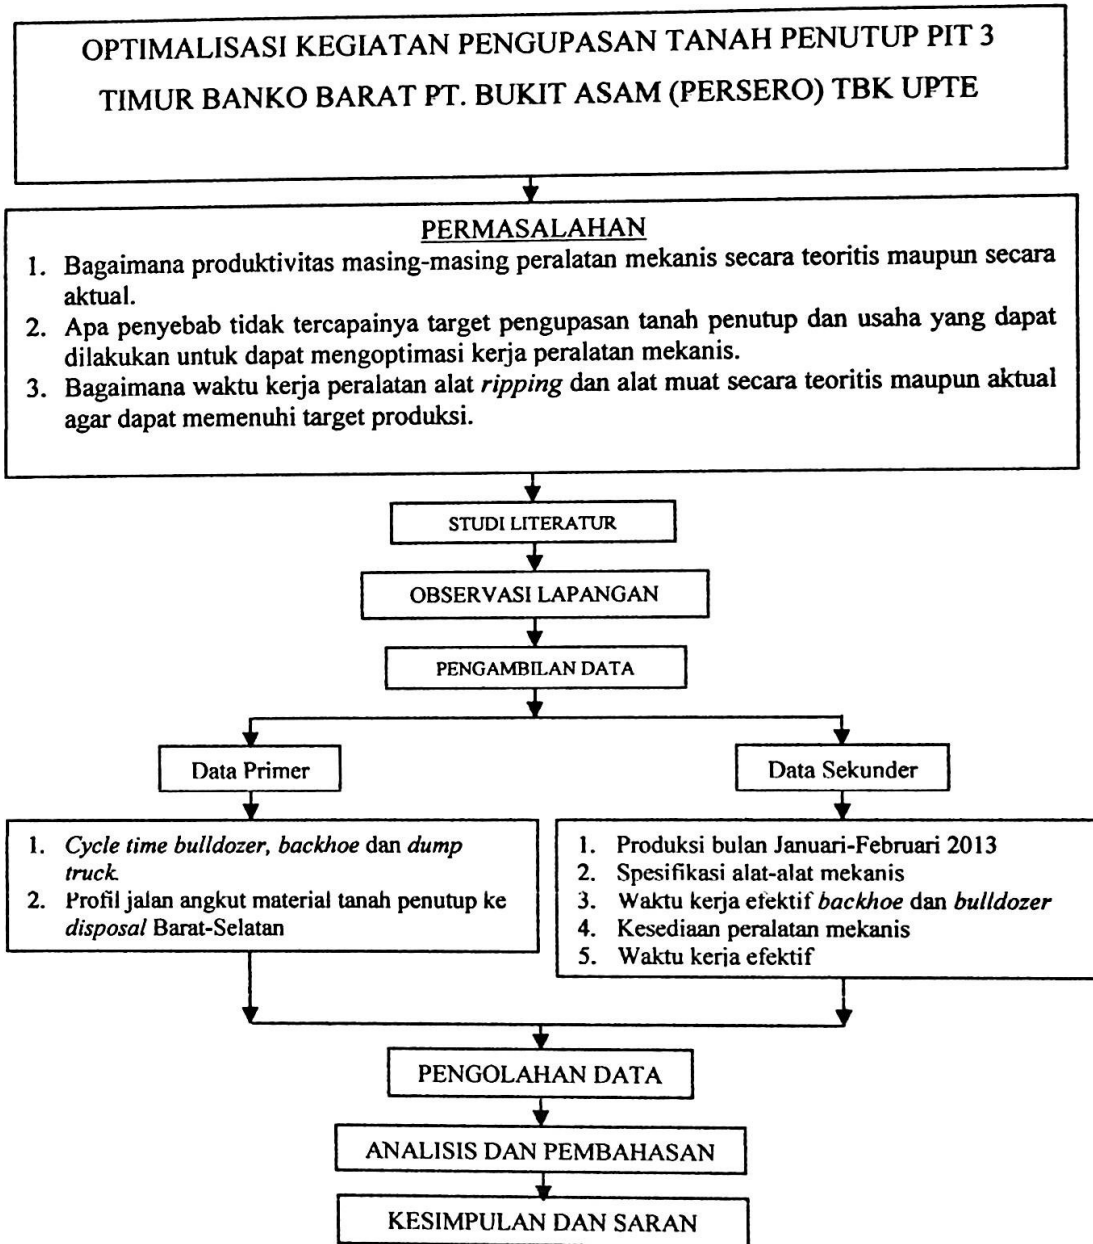 OPTIMALISASI KEGIATAN PENGUPASAN TANAH PENUTUP PIT 3
TIMUR BANKO BARAT PT. BUKIT ASAM (PERSERO) TBK UPTE
PERMASALAHAN
1. Bagaimana produktivitas masing-masing peralatan mekanis secara teoritis maupun secara
aktual.
2. Apa penyebab tidak tercapainya target pengupasan tanah penutup dan usaha yang dapat
dilakukan untuk dapat mengoptimasi kerja peralatan mekanis.
3. Bagaimana waktu kerja peralatan alat ripping dan alat muat secara teoritis maupun aktual
agar dapat memenuhi target produksi.
STUDI LITERATUR
OBSERVASI LAPANGAN
PENGAMBILAN DATA
Data Primer
1. Cycle time bulldozer, backhoe dan dump
truck.
2. Profil jalan angkut material tanah penutup ke
disposal Barat-Selatan
Data Sekunder
1. Produksi bulan Januari-Februari 2013
2. Spesifikasi alat-alat mekanis
3. Waktu kerja efektif backhoe dan bulldozer
4. Kesediaan peralatan mekanis
5. Waktu kerja efektif
PENGOLAHAN DATA
ANALISIS DAN PEMBAHASAN
KESIMPULAN DAN SARAN